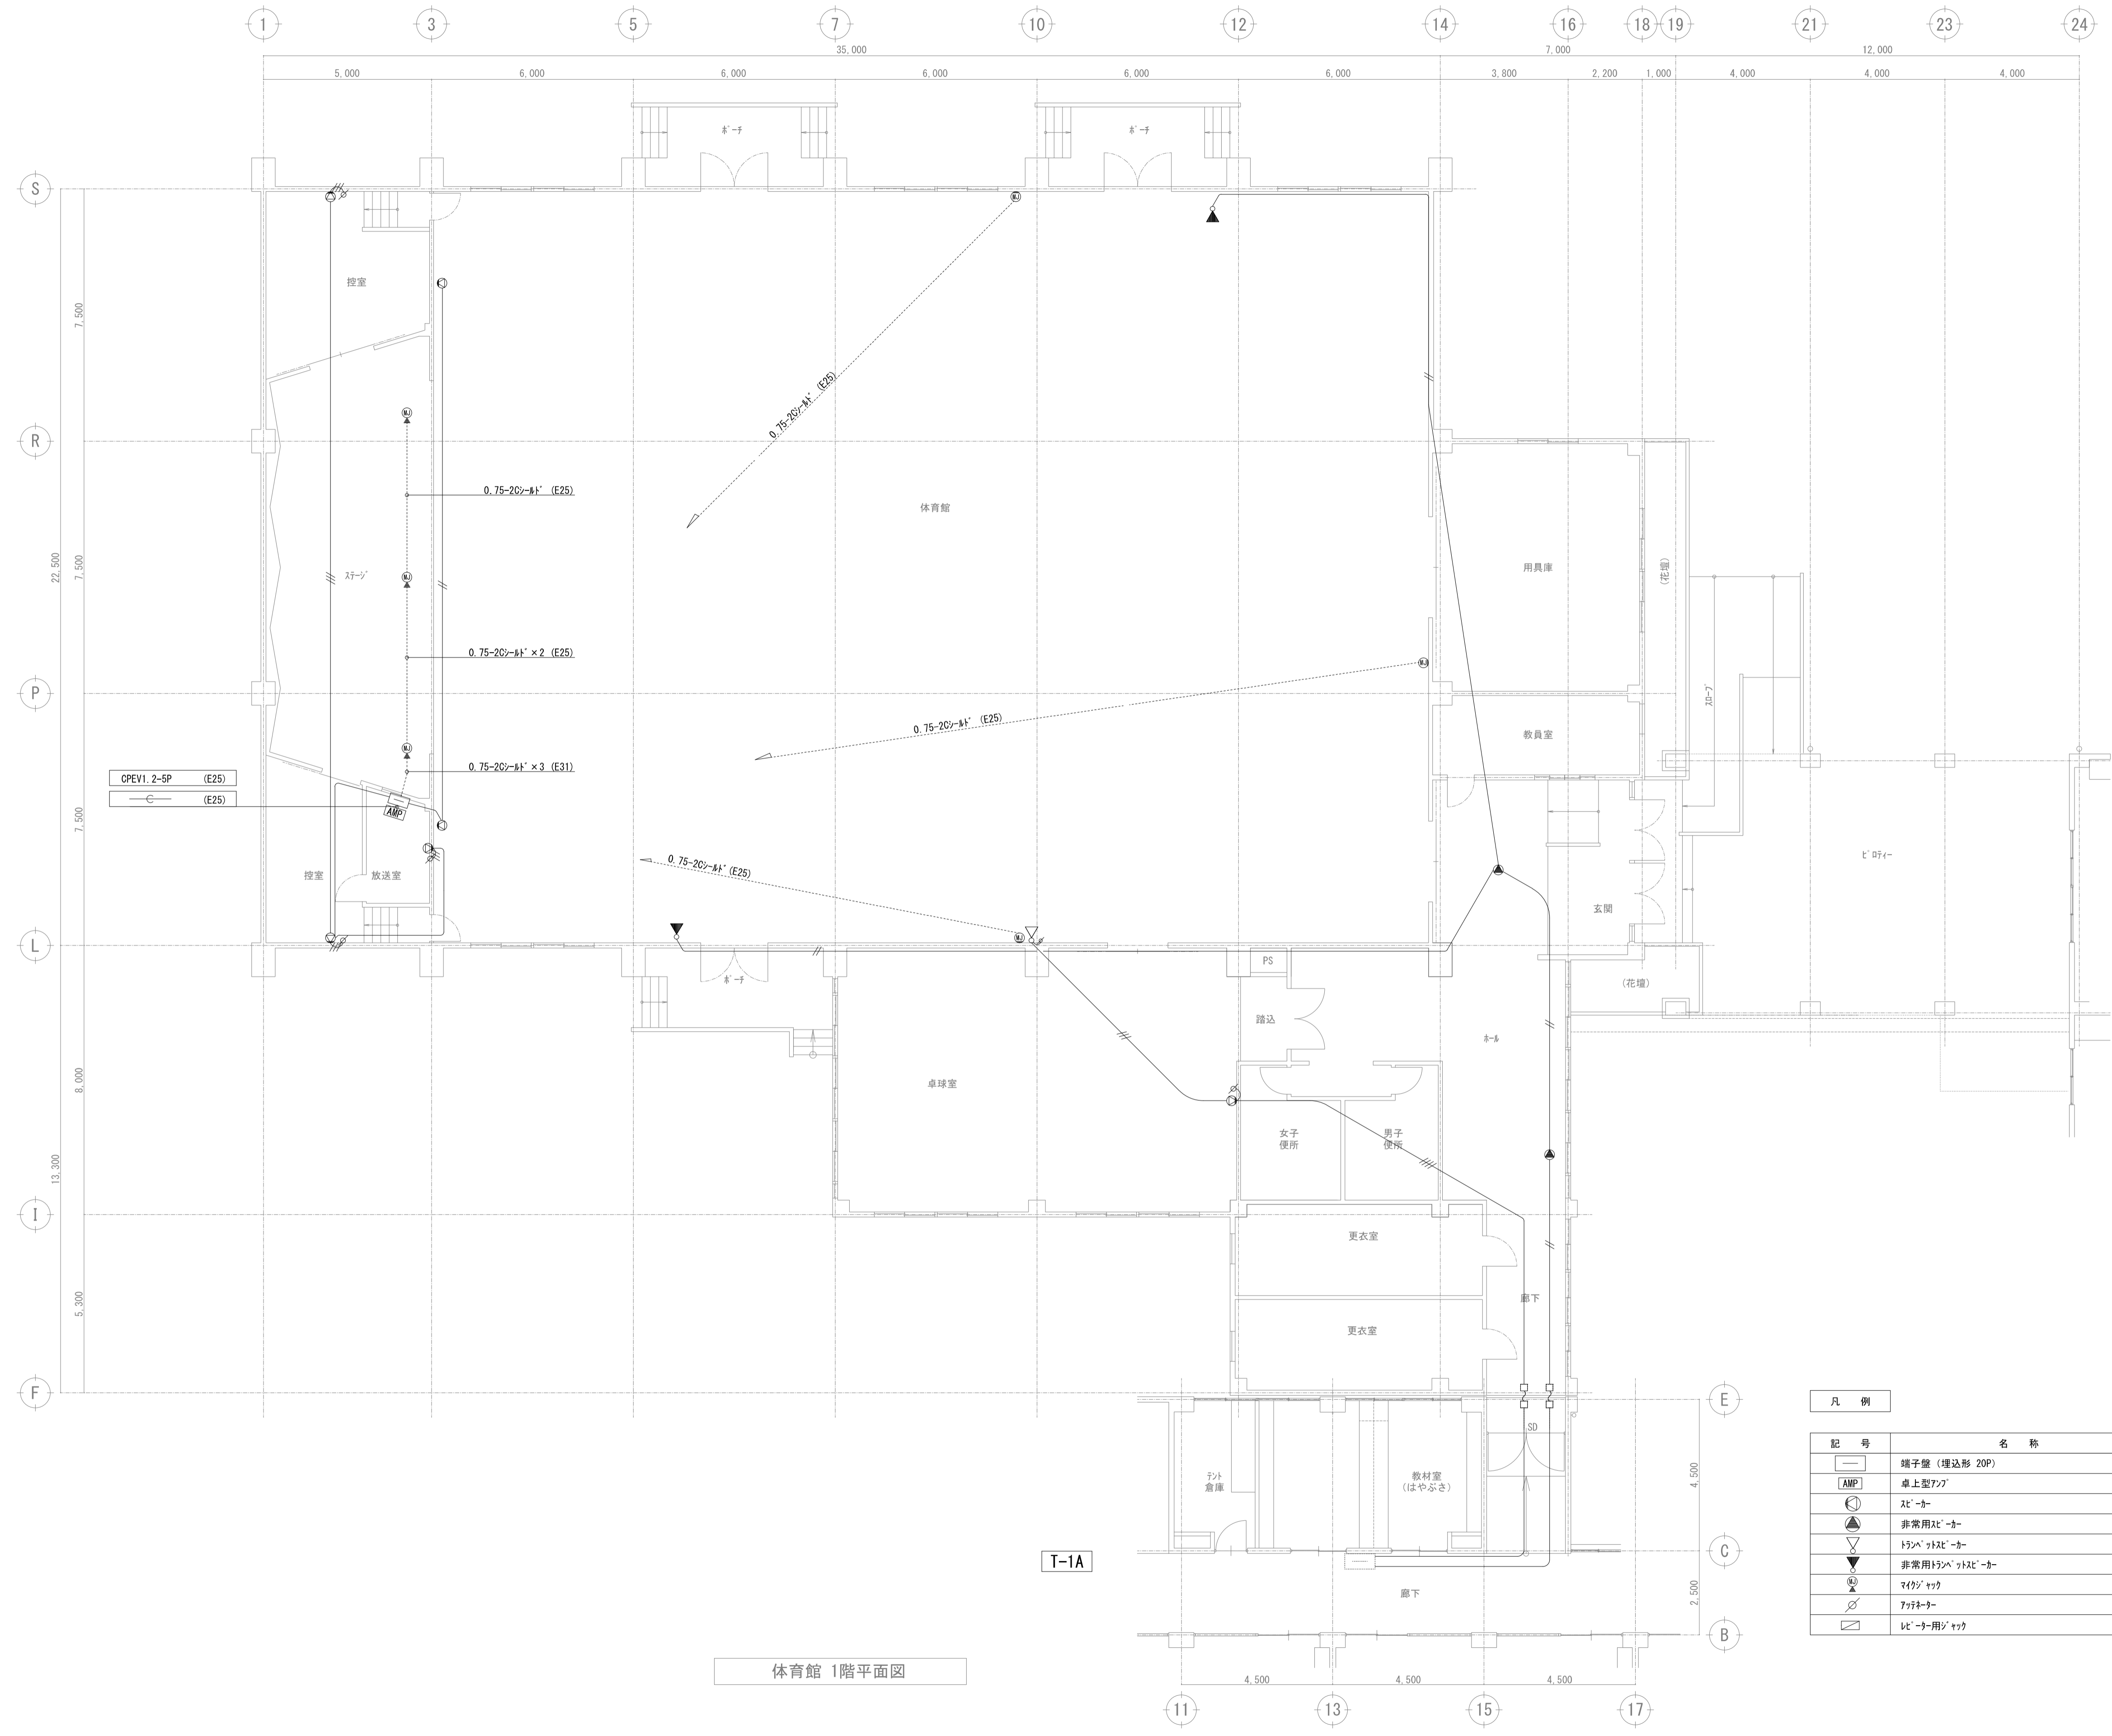 1
3
5
7
10
12
14
16
18
19
21
23
24
35,000
7,000
12,000
5,000
6,000
6,000
6,000
6,000
6,000
3,800
2,200
1,000
4,000
4,000
4,000
ﾎﾟｰﾁ
ﾎﾟｰﾁ
S
MJ
控室
7,500
0.75-2Cｼｰﾙﾄﾞ (E25)
MJ
R
0.75-2Cｼｰﾙﾄﾞ (E25)
体育館
22,500
7,500
ｽﾃｰｼﾞ
MJ
用具庫
(花壇)
0.75-2Cｼｰﾙﾄﾞ×2 (E25)
MJ
P
ｽﾛｰﾌﾟ
0.75-2Cｼｰﾙﾄﾞ (E25)
教員室
MJ
0.75-2Cｼｰﾙﾄﾞ×3 (E31)
CPEV1.2-5P (E25)
C (E25)
AMP
7,500
0.75-2Cｼｰﾙﾄﾞ (E25)
ﾋﾟﾛﾃｨｰ
控室
放送室
玄関
L
MJ
PS
ﾎﾟｰﾁ
(花壇)
踏込
ﾎｰﾙ
8,000
卓球室
女子
便所
男子
便所
13,300
I
更衣室
5,300
廊下
更衣室
F
E
SD
ﾃﾝﾄ
倉庫
教材室
(はやぶさ)
4,500
C
T-1A
廊下
2,500
B
4,500
4,500
4,500
11
13
15
17
体育館 1階平面図
凡 例
記 号 名 称
端子盤 (埋込形 20P)
AMP 卓上型ｱﾝﾌﾟ
ｽﾋﾟｰｶｰ
非常用ｽﾋﾟｰｶｰ
ﾄﾗﾝﾍﾟｯﾄｽﾋﾟｰｶｰ
非常用ﾄﾗﾝﾍﾟｯﾄｽﾋﾟｰｶｰ
MJ ﾏｲｸｼﾞｬｯｸ
ｱｯﾃﾈｰﾀｰ
ﾚﾋﾟｰﾀｰ用ｼﾞｬｯｸ